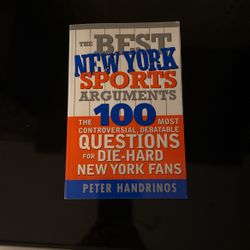 THE BEST
NEW YORK
SPORTS
ARGUMENTS
THE 100 MOST
CONTROVERSIAL, DEBATABLE
QUESTIONS
FOR DIE-HARD
NEW YORK FANS
PETER HANDRINOS